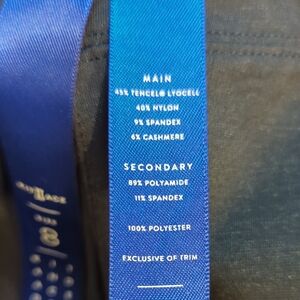 MAIN
45% TENCEL® LYOCELL
40% NYLON
9% SPANDEX
6% CASHMERE
SECONDARY
89% POLYAMIDE
11% SPANDEX
100% POLYESTER
EXCLUSIVE OF TRIM